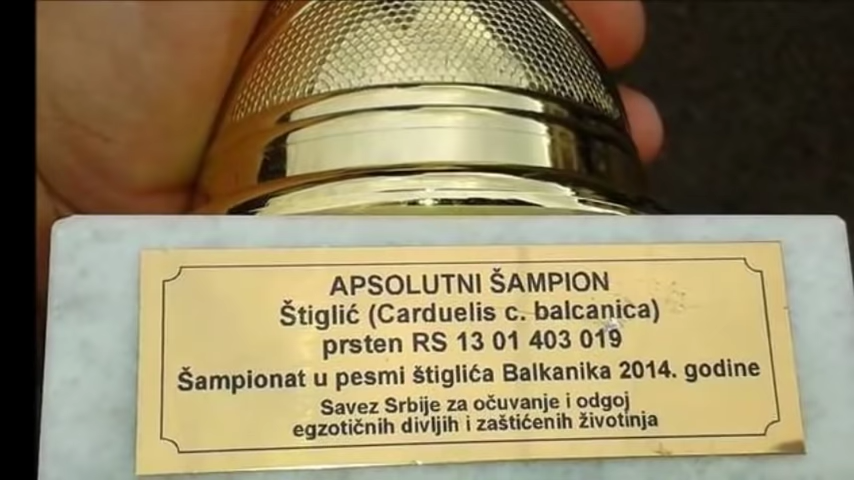 APSOLUTNI ŠAMPION
Štiglić (Carduelis c. balcanica)
prsten RS 13 01 403 019
Šampionat u pesmi štiglića Balkanika 2014. godine
Savez Srbije za očuvanje i odgoj
egzotičnih divljih i zaštićenih životinja